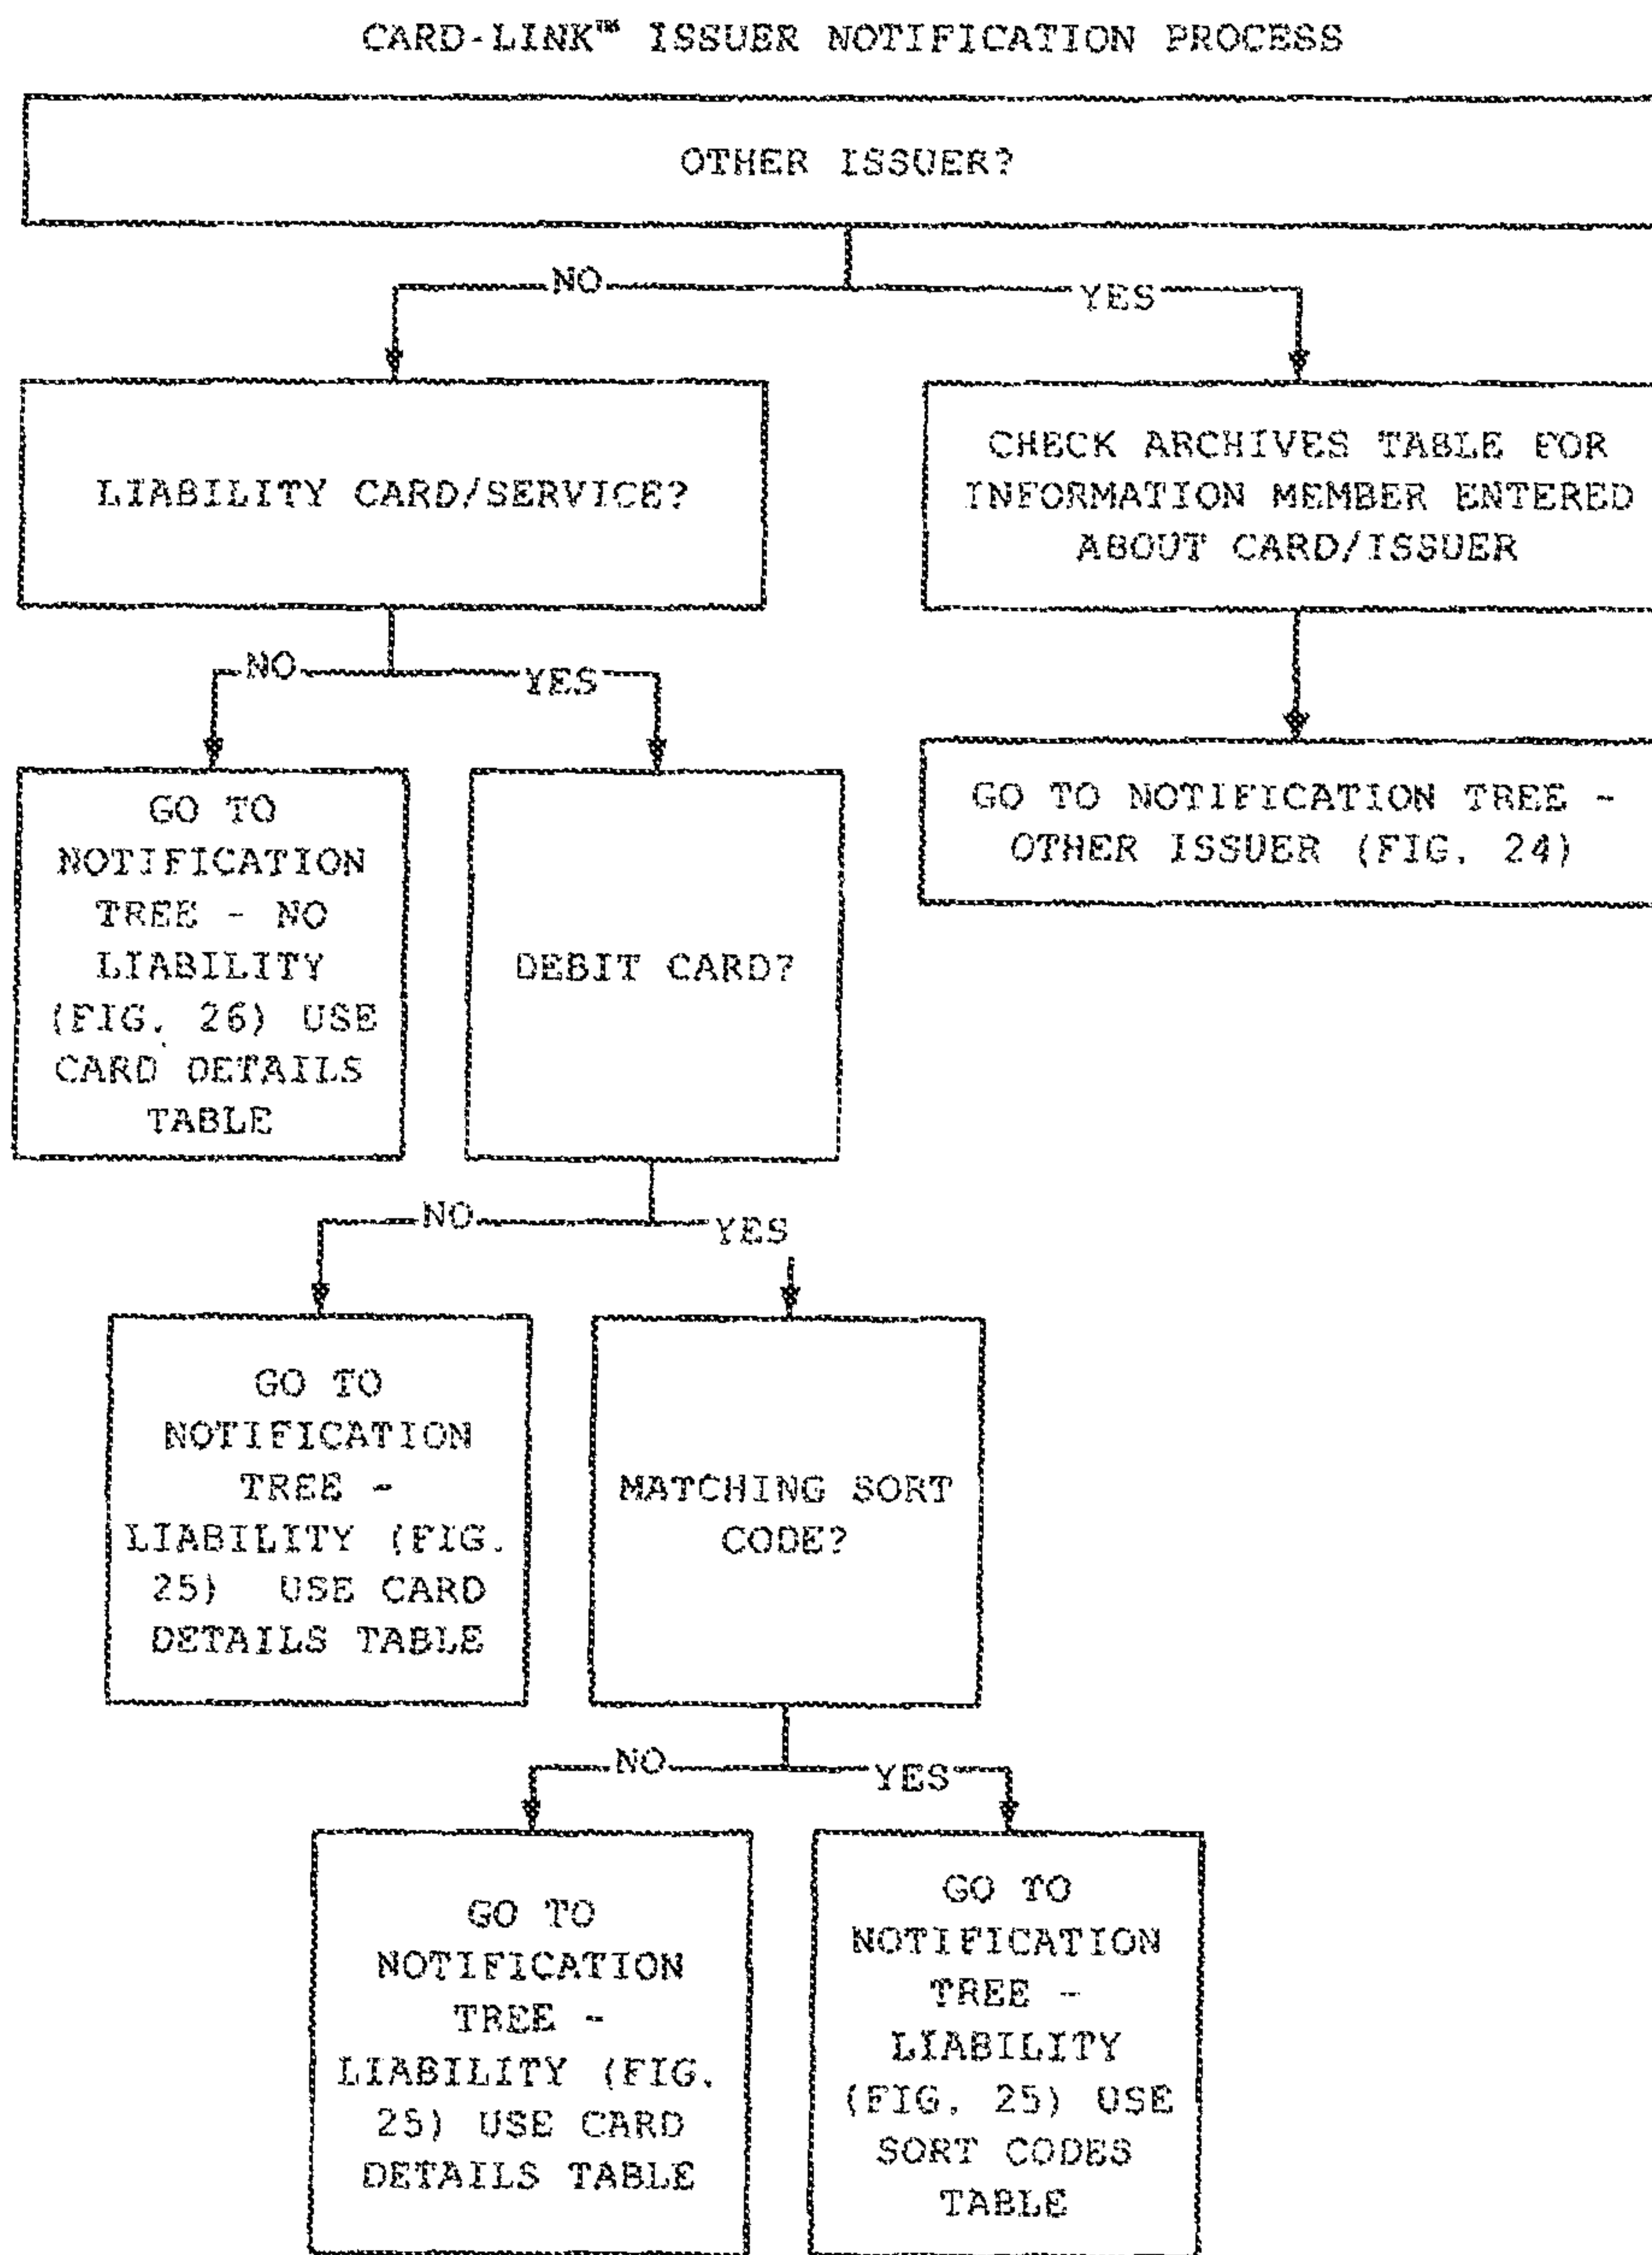 CARD-LINK™ ISSUER NOTIFICATION PROCESS
OTHER ISSUER?
NO
YES
LIABILITY CARD/SERVICE?
CHECK ARCHIVES TABLE FOR
INFORMATION MEMBER ENTERED
ABOUT CARD/ISSUER
NO
YES
GO TO NOTIFICATION TREE -
OTHER ISSUER (FIG. 24)
GO TO
NOTIFICATION
TREE - NO
LIABILITY
(FIG. 26) USE
CARD DETAILS
TABLE
DEBIT CARD?
NO
YES
GO TO
NOTIFICATION
TREE -
LIABILITY (FIG.
25) USE CARD
DETAILS TABLE
MATCHING SORT
CODE?
NO
YES
GO TO
NOTIFICATION
TREE -
LIABILITY (FIG.
25) USE CARD
DETAILS TABLE
GO TO
NOTIFICATION
TREE -
LIABILITY
(FIG. 25) USE
SORT CODES
TABLE